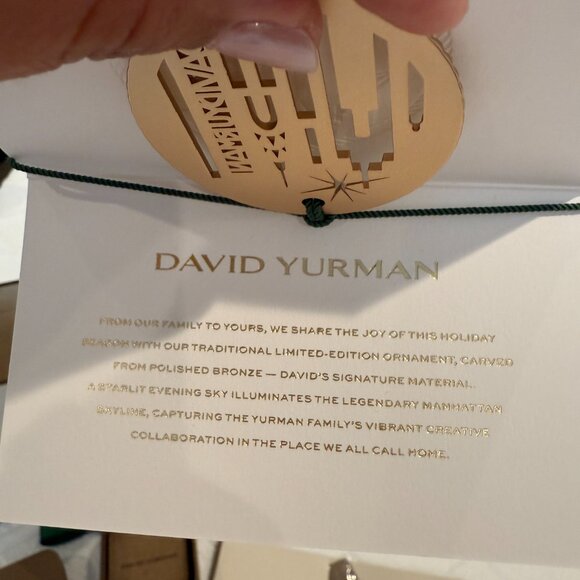 DAVID YURMAN
DAVID YURMAN
FROM OUR FAMILY TO YOURS, WE SHARE THE JOY OF THIS HOLIDAY
SEASON WITH OUR TRADITIONAL LIMITED-EDITION ORNAMENT, CARVED
FROM POLISHED BRONZE — DAVID'S SIGNATURE MATERIAL.
A STARLIT EVENING SKY ILLUMINATES THE LEGENDARY MANHATTAN
SKYLINE, CAPTURING THE YURMAN FAMILY'S VIBRANT CREATIVE
COLLABORATION IN THE PLACE WE ALL CALL HOME.